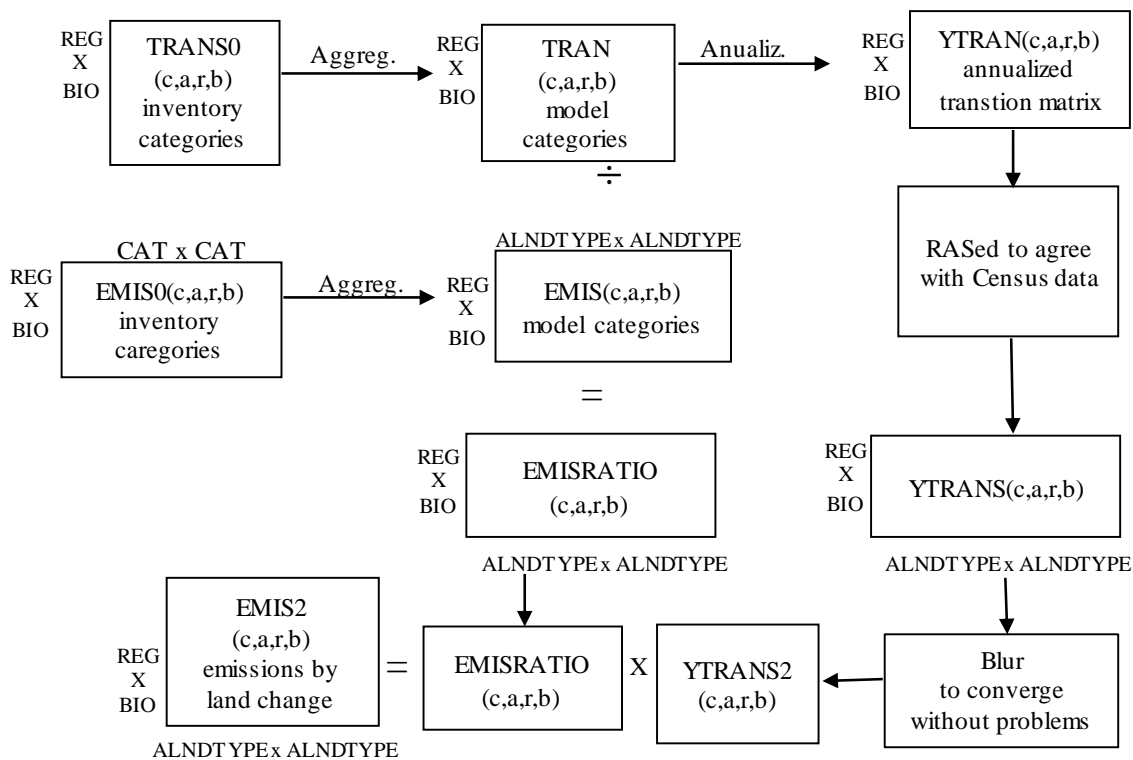 REG
X
BIO
TRANS0
(c,a,r,b)
inventory
categories
Aggreg.
REG
X
BIO
TRAN
(c,a,r,b)
model
categories
Anualiz.
REG
X
BIO
YTRAN(c,a,r,b)
annualized
transtion matrix
÷
RASed to agree
with Census data
CAT x CAT
REG
X
BIO
EMIS0(c,a,r,b)
inventory
caregories
Aggreg.
ALNDTYPE x ALNDTYPE
REG
X
BIO
EMIS(c,a,r,b)
model categories
=
REG
X
BIO
EMISRATIO
(c,a,r,b)
ALNDTYPE x ALNDTYPE
REG
X
BIO
YTRANS(c,a,r,b)
ALNDTYPE x ALNDTYPE
REG
X
BIO
EMIS2
(c,a,r,b)
emissions by
land change
ALNDTYPE x ALNDTYPE
=
EMISRATIO
(c,a,r,b)
X
YTRANS2
(c,a,r,b)
Blur
to converge
without problems